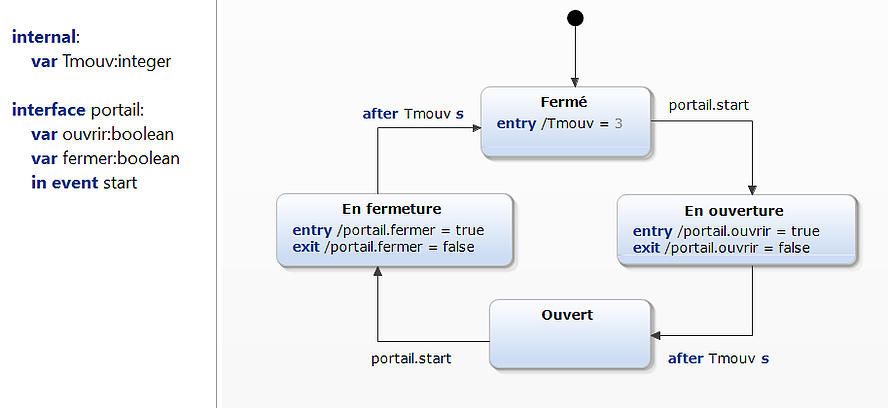 internal:
var Tmouv:integer
interface portail:
var ouvrir:boolean
var fermer:boolean
in event start
Fermé
entry /Tmouv = 3
portail.start
after Tmouv s
En fermeture
entry /portail.fermer = true
exit /portail.fermer = false
En ouverture
entry /portail.ouvrir = true
exit /portail.ouvrir = false
Ouvert
portail.start
after Tmouv s